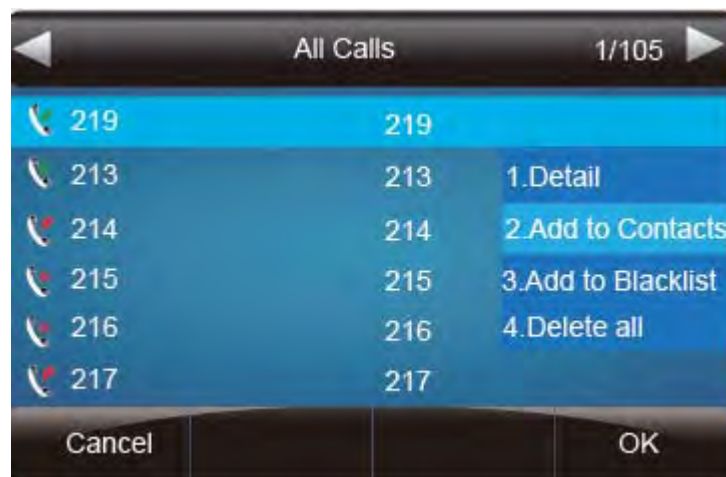 All Calls 1/105
219 219
213 213 1.Detail
214 214 2.Add to Contacts
215 215 3.Add to Blacklist
216 216 4.Delete all
217 217
Cancel OK